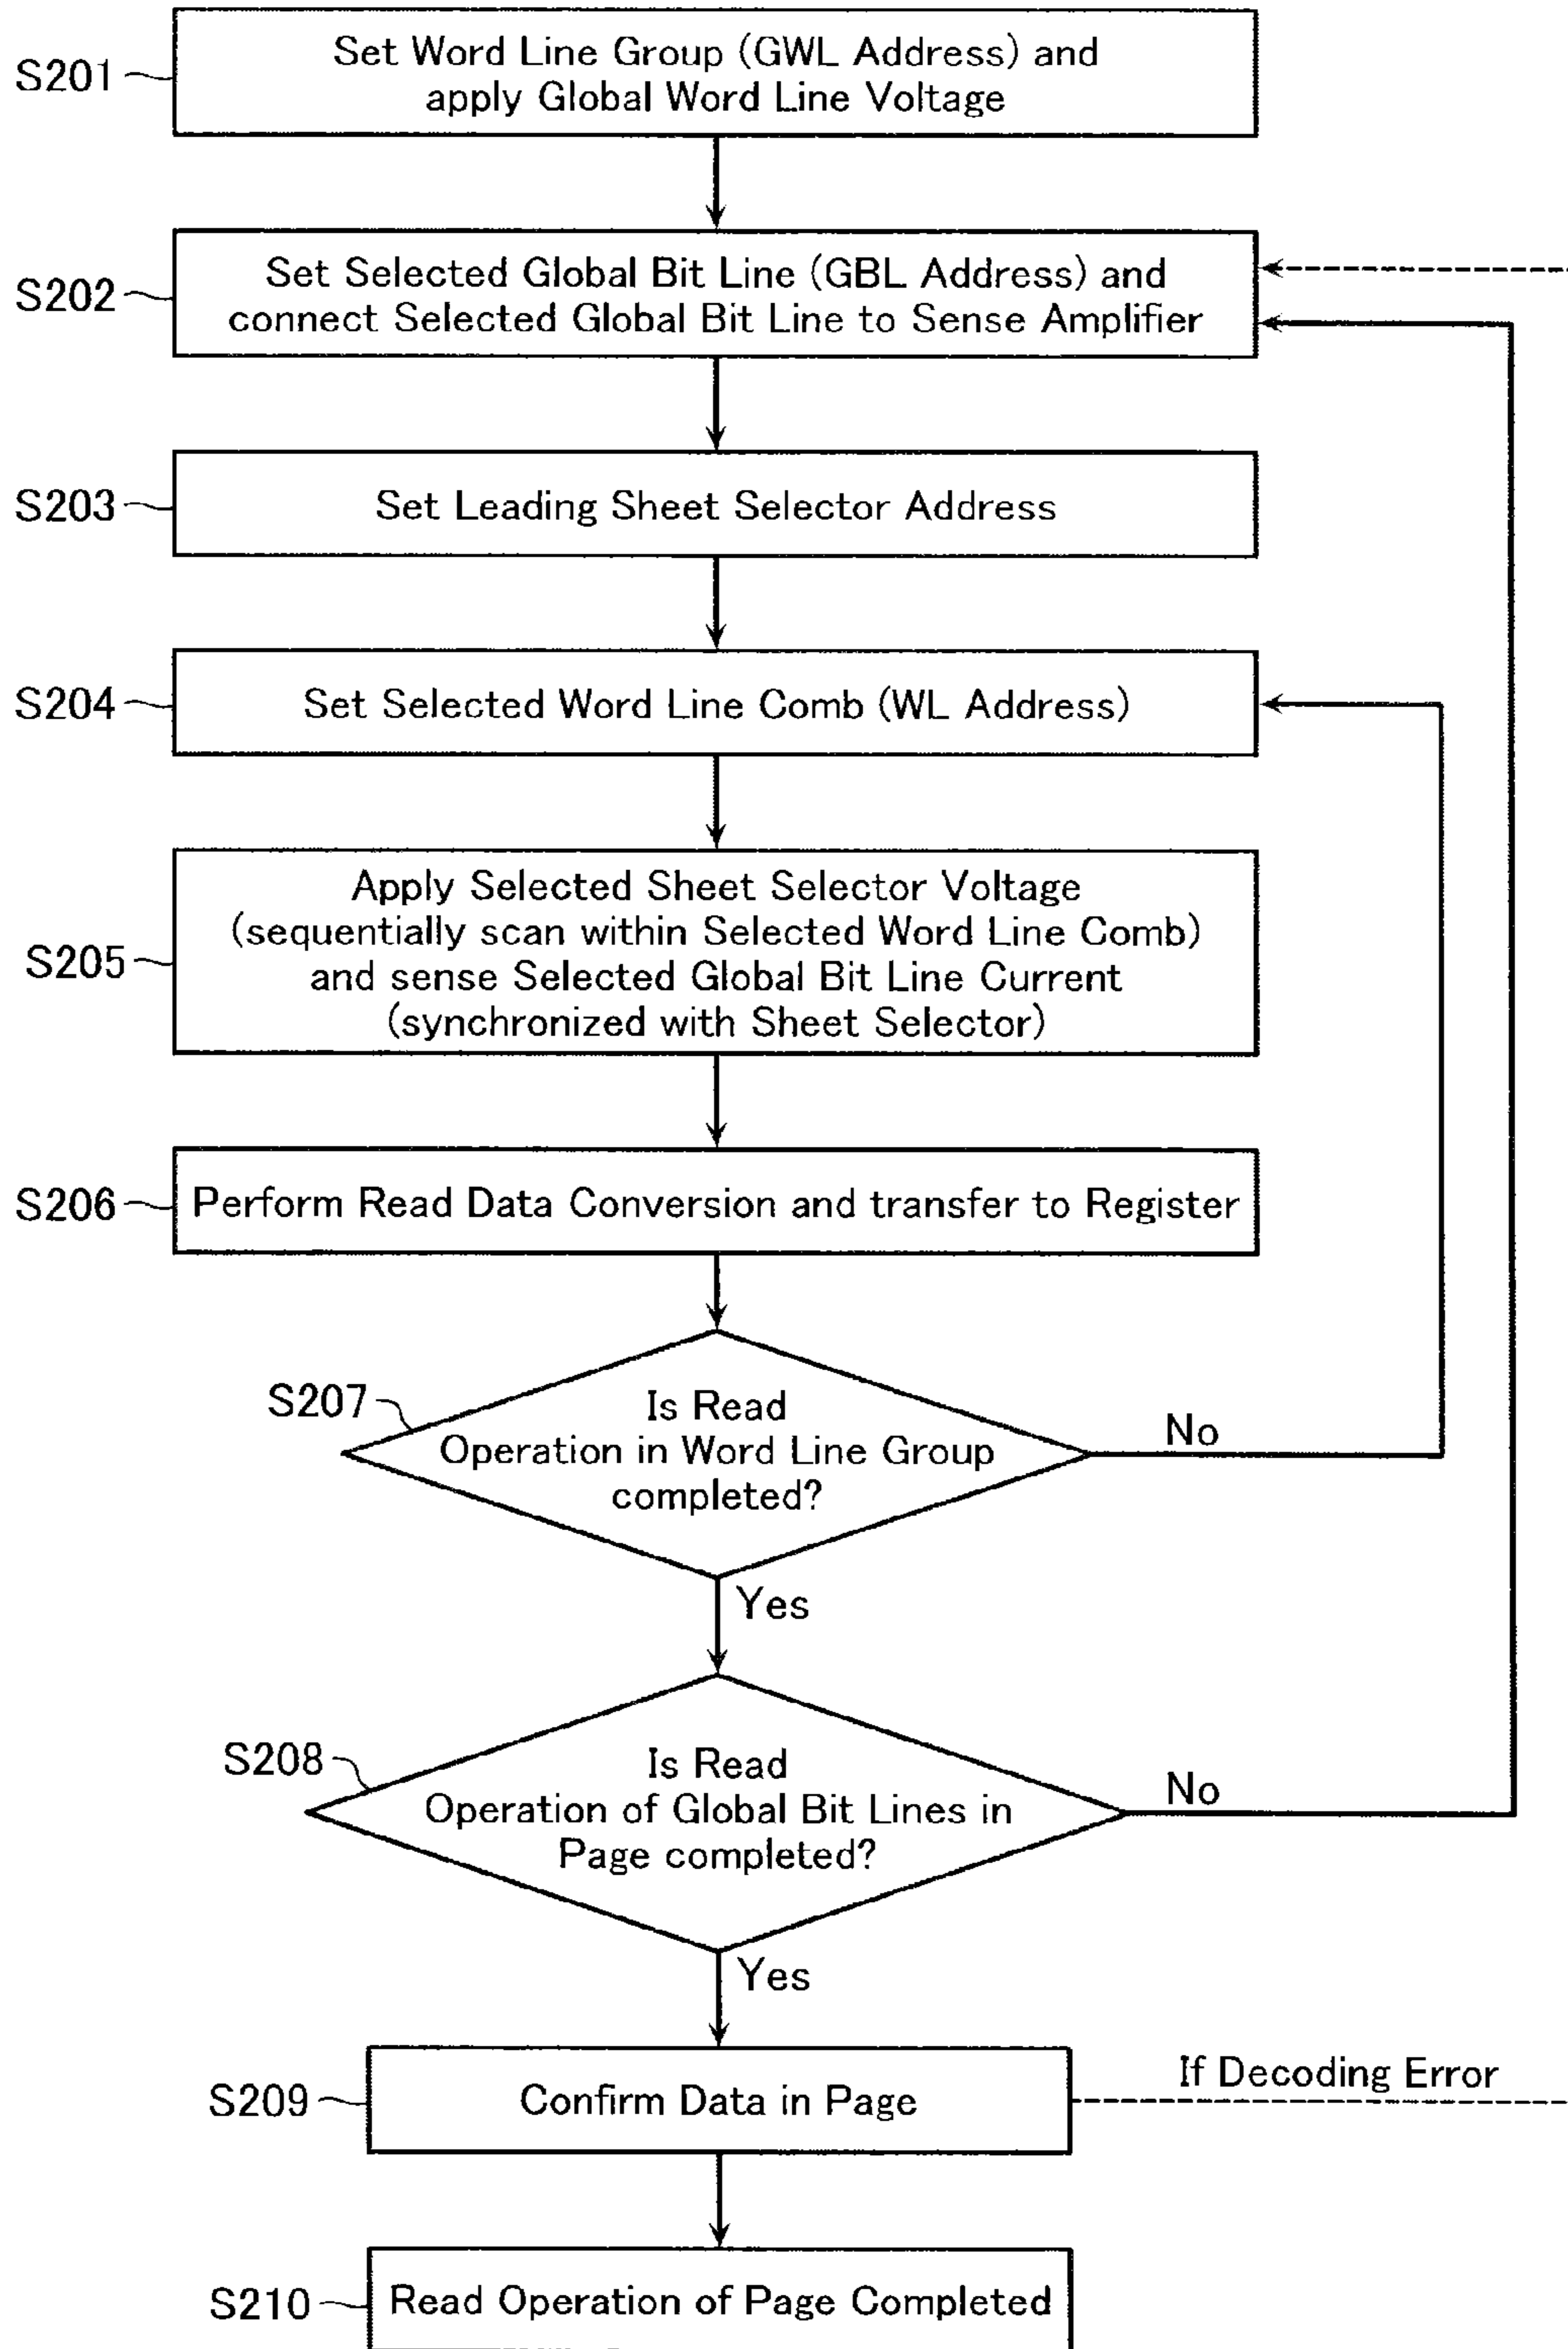 S201
Set Word Line Group (GWL Address) and
apply Global Word Line Voltage
S202
Set Selected Global Bit Line (GBL Address) and
connect Selected Global Bit Line to Sense Amplifier
S203
Set Leading Sheet Selector Address
S204
Set Selected Word Line Comb (WL Address)
S205
Apply Selected Sheet Selector Voltage
(sequentially scan within Selected Word Line Comb)
and sense Selected Global Bit Line Current
(synchronized with Sheet Selector)
S206
Perform Read Data Conversion and transfer to Register
S207
Is Read
Operation in Word Line Group
completed?
No
Yes
S208
Is Read
Operation of Global Bit Lines in
Page completed?
No
Yes
S209
Confirm Data in Page
If Decoding Error
S210
Read Operation of Page Completed